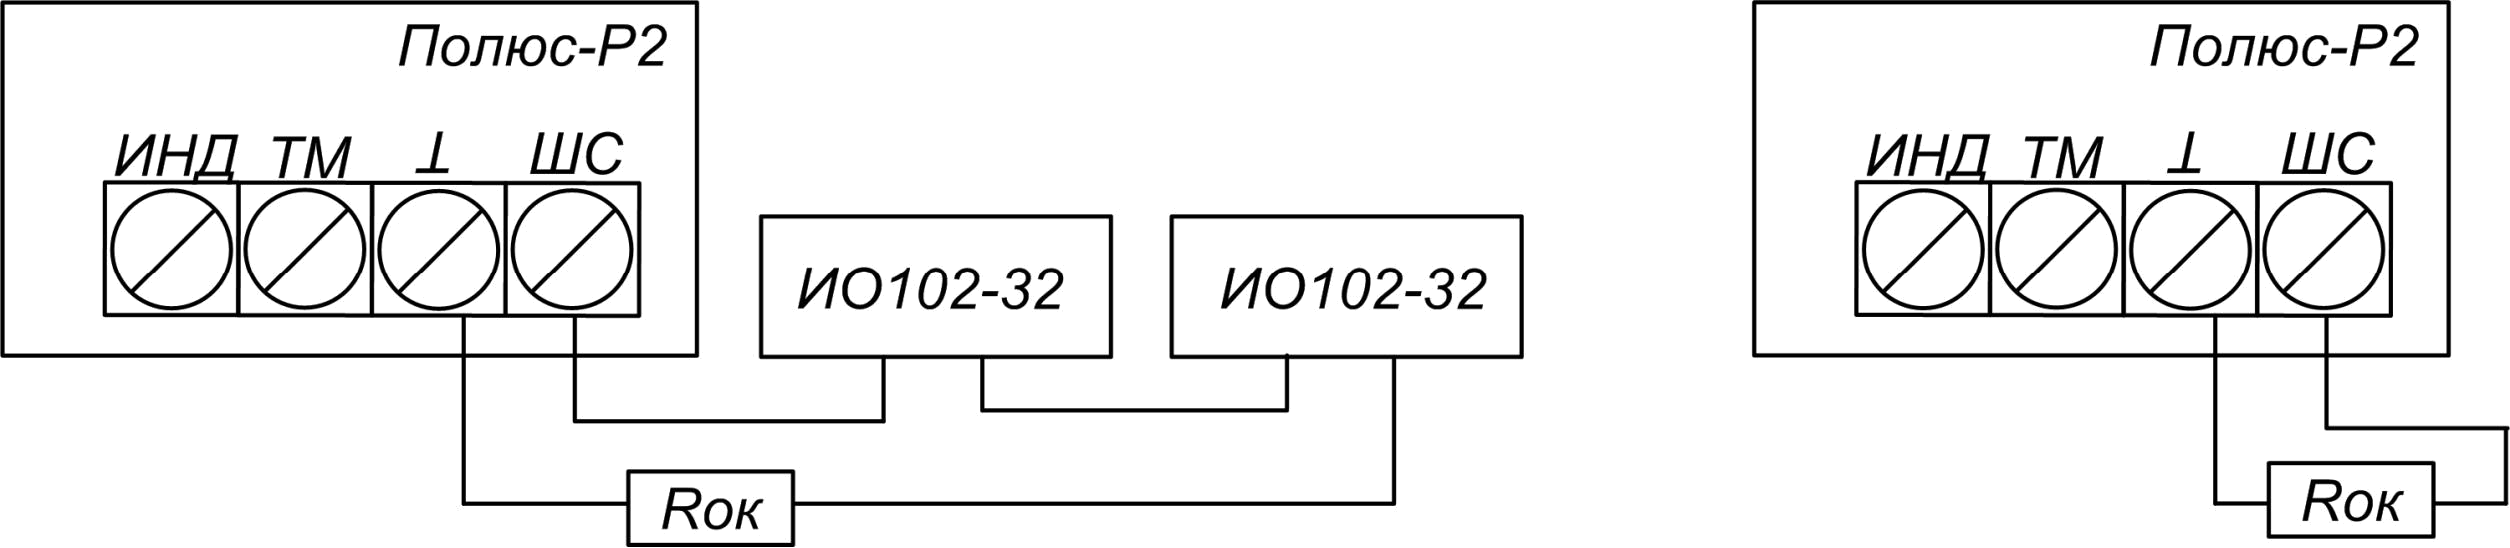 Полюс-Р2
ИНД ТМ ⊥ ШС
ИО102-32
ИО102-32
Rок
Полюс-Р2
ИНД ТМ ⊥ ШС
Rок